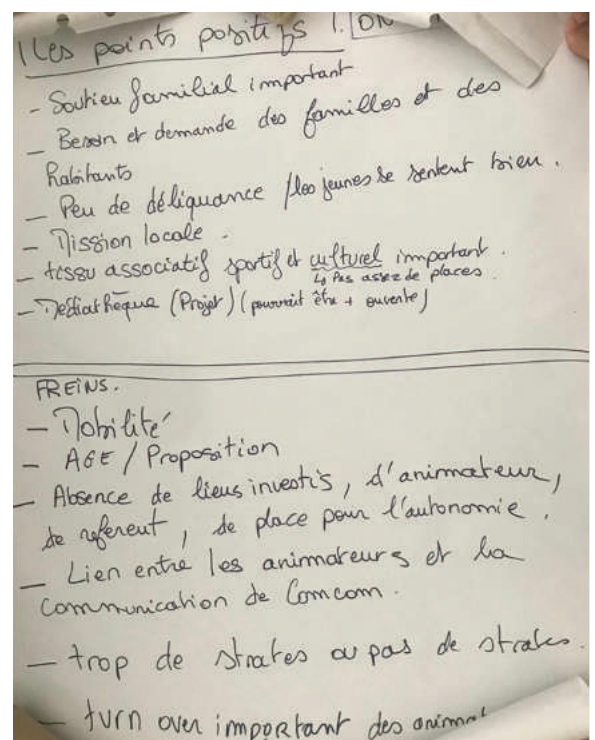 Les points positifs 1. ON
- Soutien familial important
- Besoin et demande des familles et des
habitants
- Peu de déliquance / les jeunes se sentent bien.
- Mission locale.
- tissu associatif sportif et culturel important.
↳ Pas assez de places.
- Médiathèque (Projet) (pourrait être + ouverte)
FREINS.
- Mobilité
- AGE / Proposition
- Absence de lieus investis, d'animateur,
de referent, de place pour l'autonomie.
- Lien entre les animateurs et la
communication de Comcom.
- trop de strates ou pas de strates.
- turn over important des animat